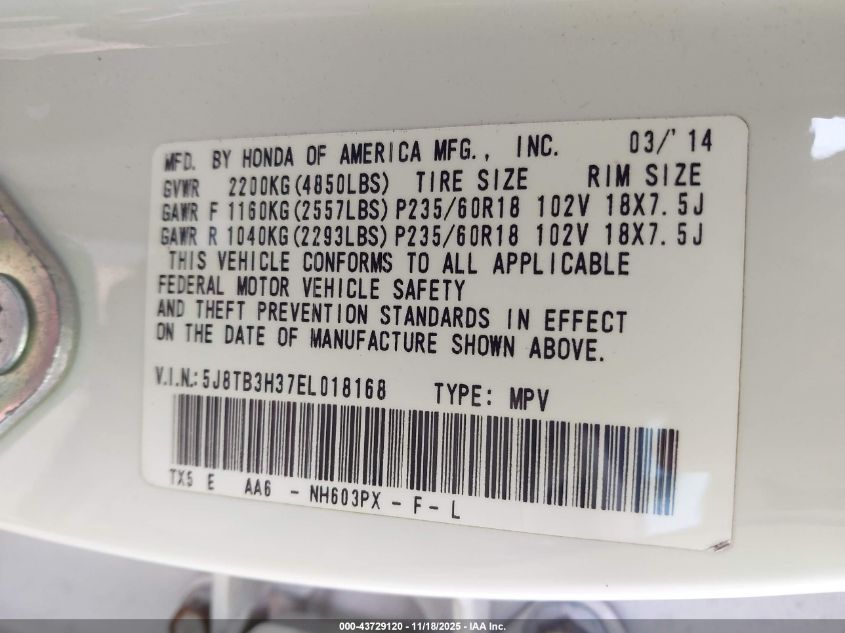 MFD. BY HONDA OF AMERICA MFG., INC. 03/'14
GVWR 2200KG(4850LBS) TIRE SIZE RIM SIZE
GAWR F 1160KG(2557LBS) P235/60R18 102V 18X7.5J
GAWR R 1040KG(2293LBS) P235/60R18 102V 18X7.5J
THIS VEHICLE CONFORMS TO ALL APPLICABLE
FEDERAL MOTOR VEHICLE SAFETY
AND THEFT PREVENTION STANDARDS IN EFFECT
ON THE DATE OF MANUFACTURE SHOWN ABOVE.
V.I.N.: 5J8TB3H37EL018168 TYPE: MPV
TX5 E AA6 - NH603PX - F - L
000-43729120 - 11/18/2025 - IAA Inc.